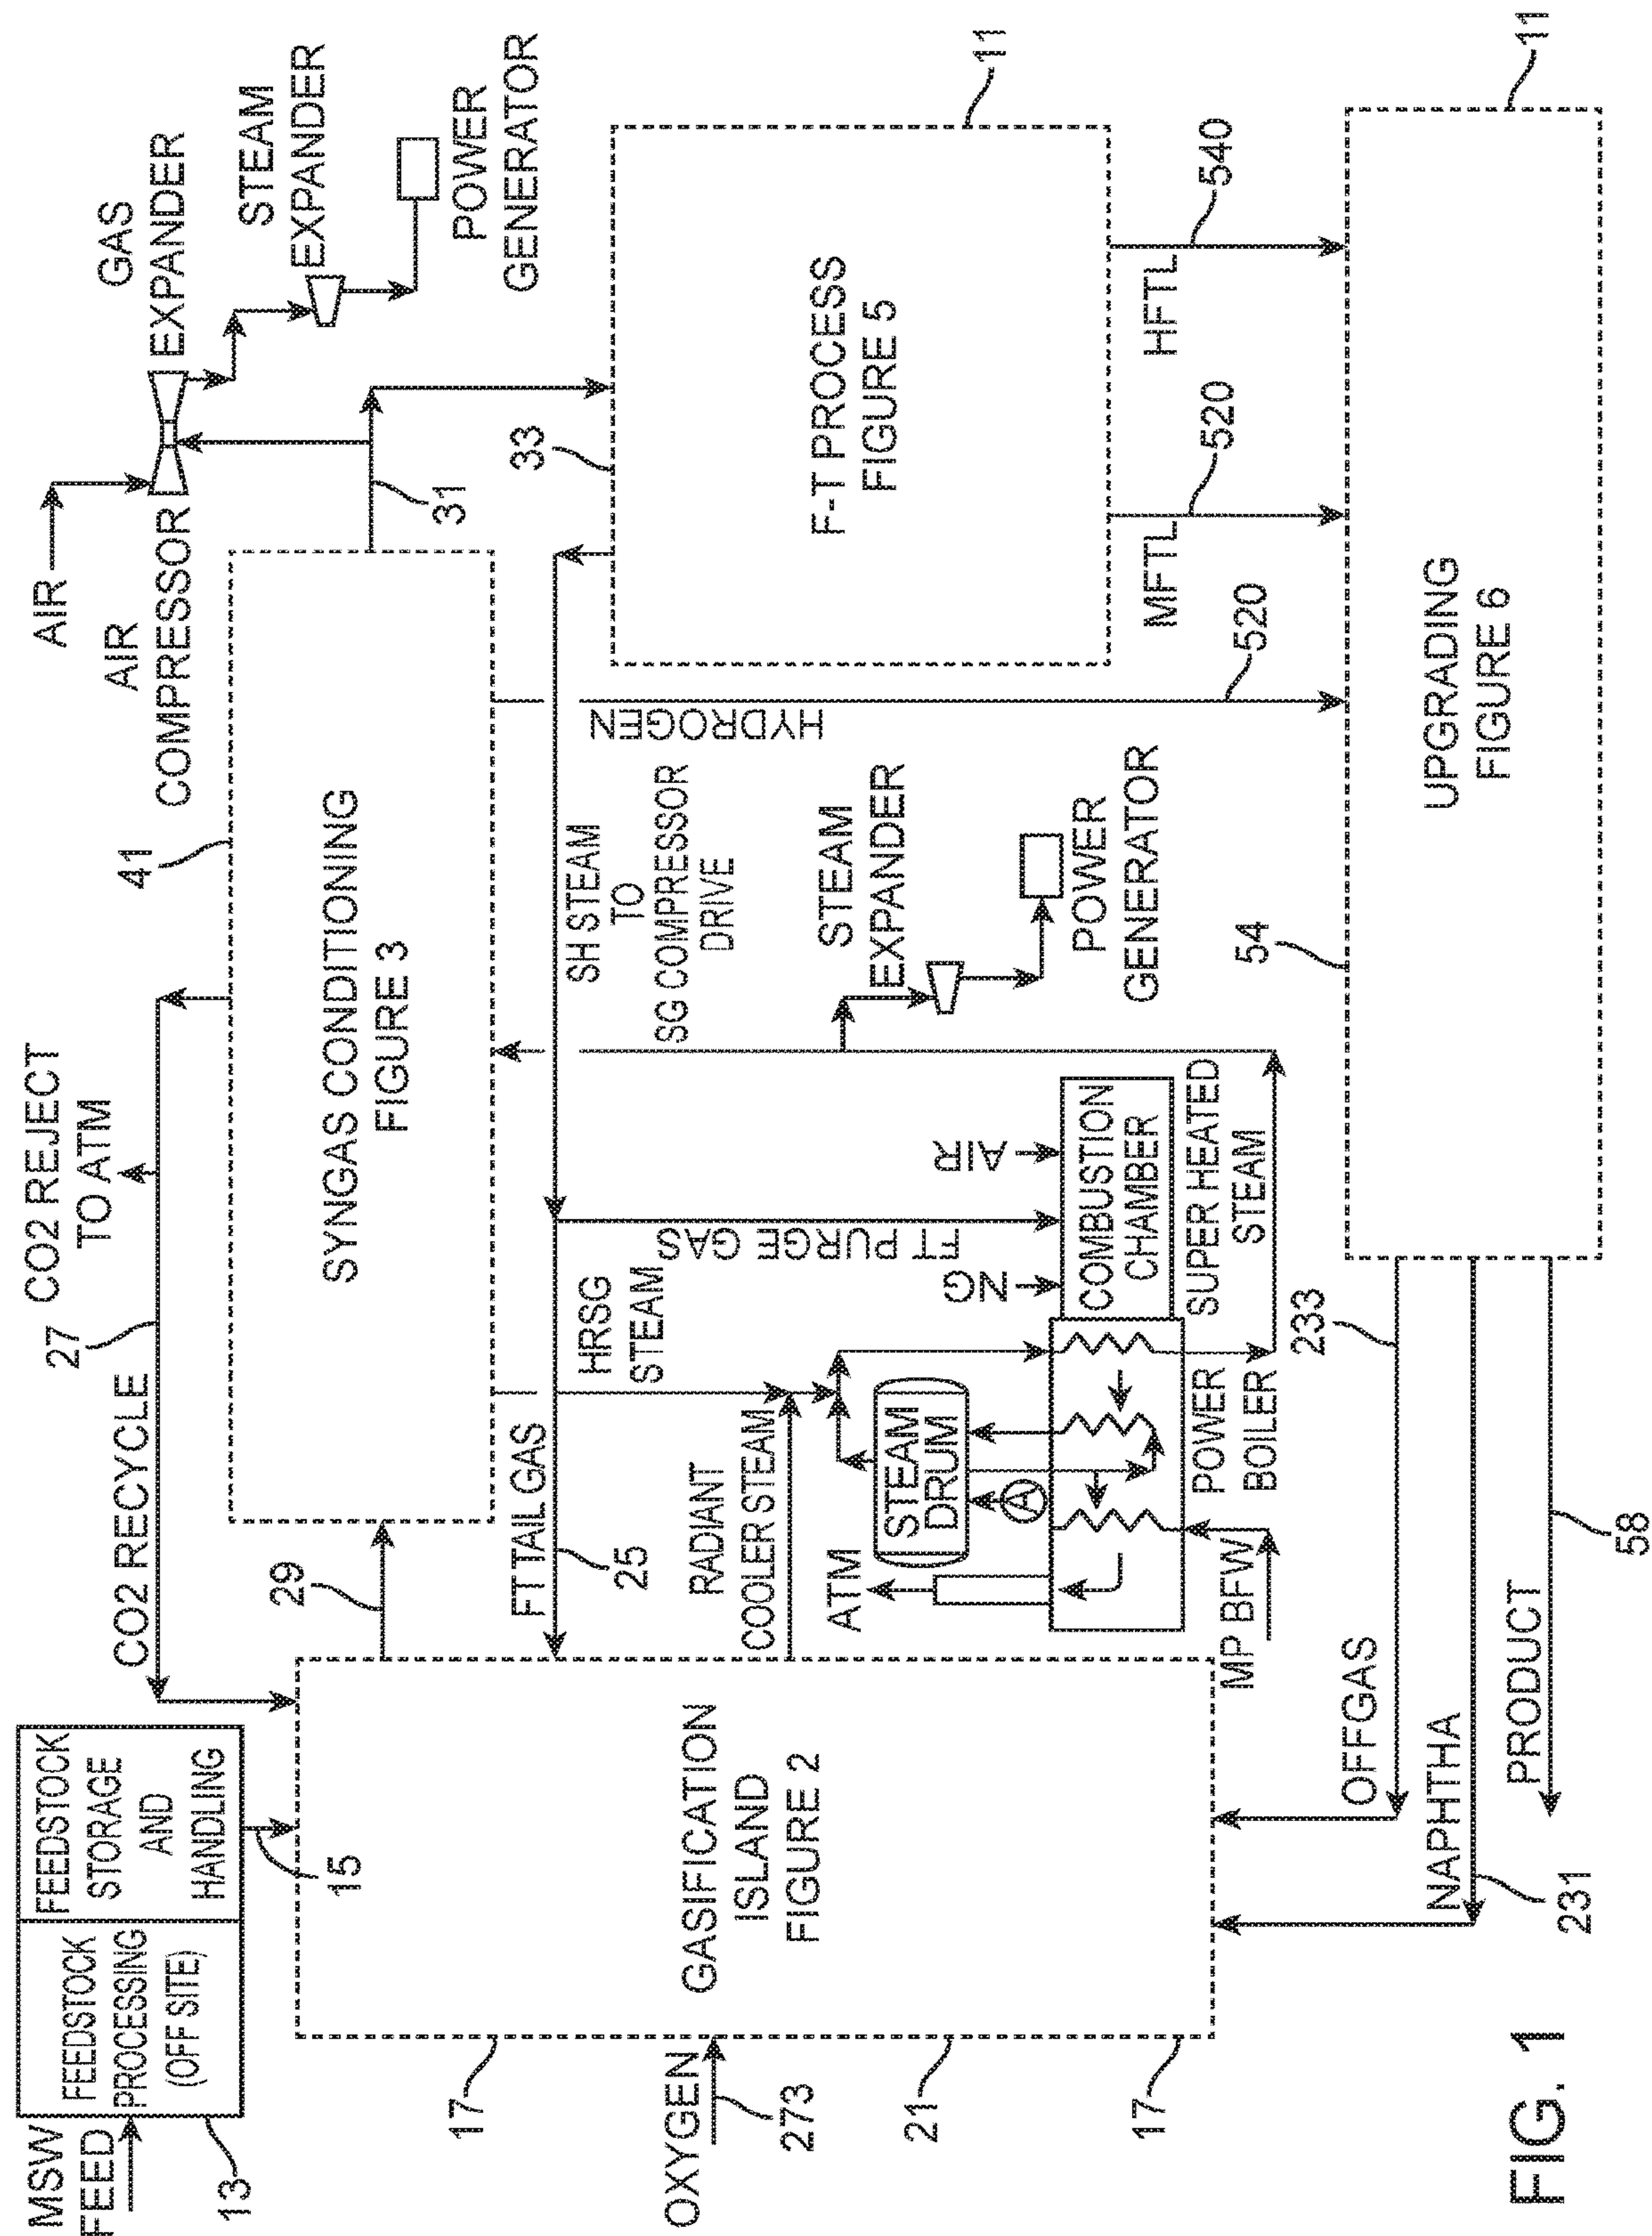 MSW
FEED
13
FEEDSTOCK
PROCESSING
(OFF SITE)
FEEDSTOCK
STORAGE
AND
HANDLING
15
CO2 RECYCLE
27
CO2 REJECT
TO ATM
41
SYNGAS CONDITIONING
FIGURE 3
29
AIR
AIR
COMPRESSOR
GAS
EXPANDER
STEAM
EXPANDER
POWER
GENERATOR
31
33
17
OXYGEN
273
21
17
GASIFICATION
ISLAND
FIGURE 2
FT TAIL GAS
25
HRSG
STEAM
RADIANT
COOLER STEAM
FT PURGE GAS
NG
AIR
SH STEAM
TO
SG COMPRESSOR
DRIVE
HYDROGEN
520
STEAM
EXPANDER
POWER
GENERATOR
ATM
STEAM
DRUM
A
COMBUSTION
CHAMBER
SUPER HEATED
STEAM
POWER
BOILER
MP BFW
F-T PROCESS
FIGURE 5
11
MFTL
520
HFTL
540
54
UPGRADING
FIGURE 6
11
OFFGAS
233
NAPHTHA
231
PRODUCT
58
FIG. 1